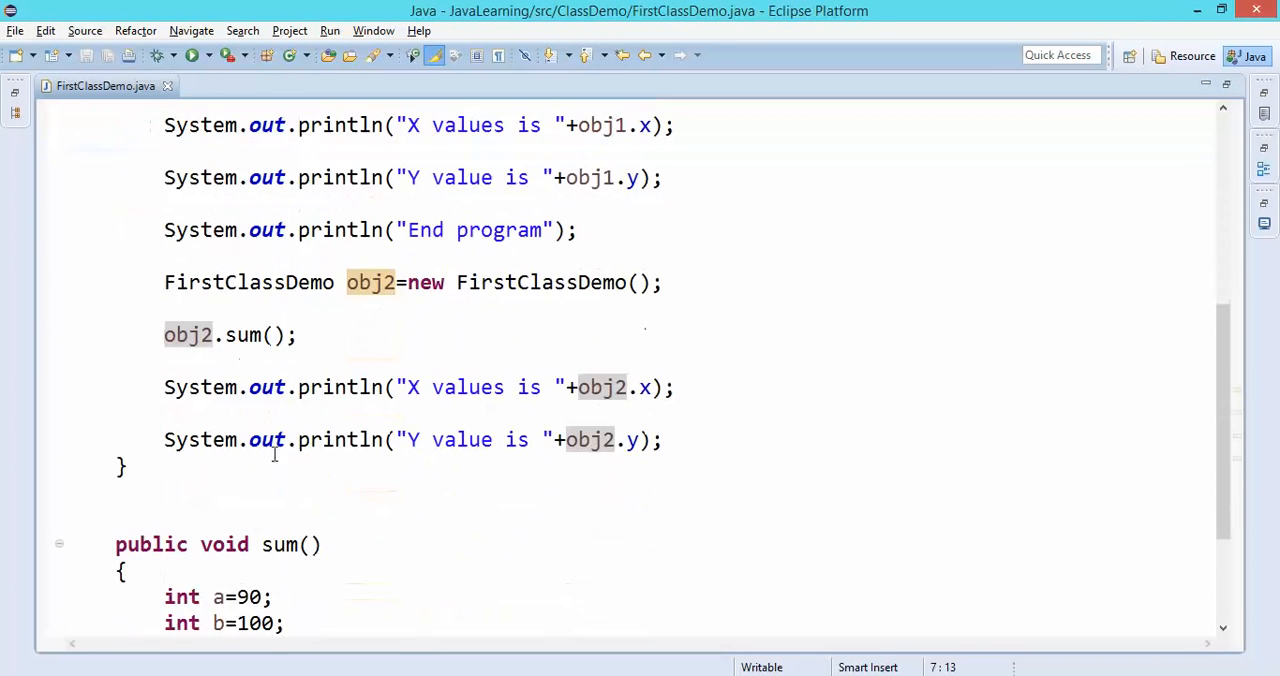 Java - JavaLearning/src/ClassDemo/FirstClassDemo.java - Eclipse Platform
File Edit Source Refactor Navigate Search Project Run Window Help
Quick Access Resource Java
FirstClassDemo.java
System.out.println("X values is "+obj1.x);
System.out.println("Y value is "+obj1.y);
System.out.println("End program");
FirstClassDemo obj2=new FirstClassDemo();
obj2.sum();
System.out.println("X values is "+obj2.x);
System.out.println("Y value is "+obj2.y);
}
public void sum()
{
int a=90;
int b=100;
Writable Smart Insert 7 : 13